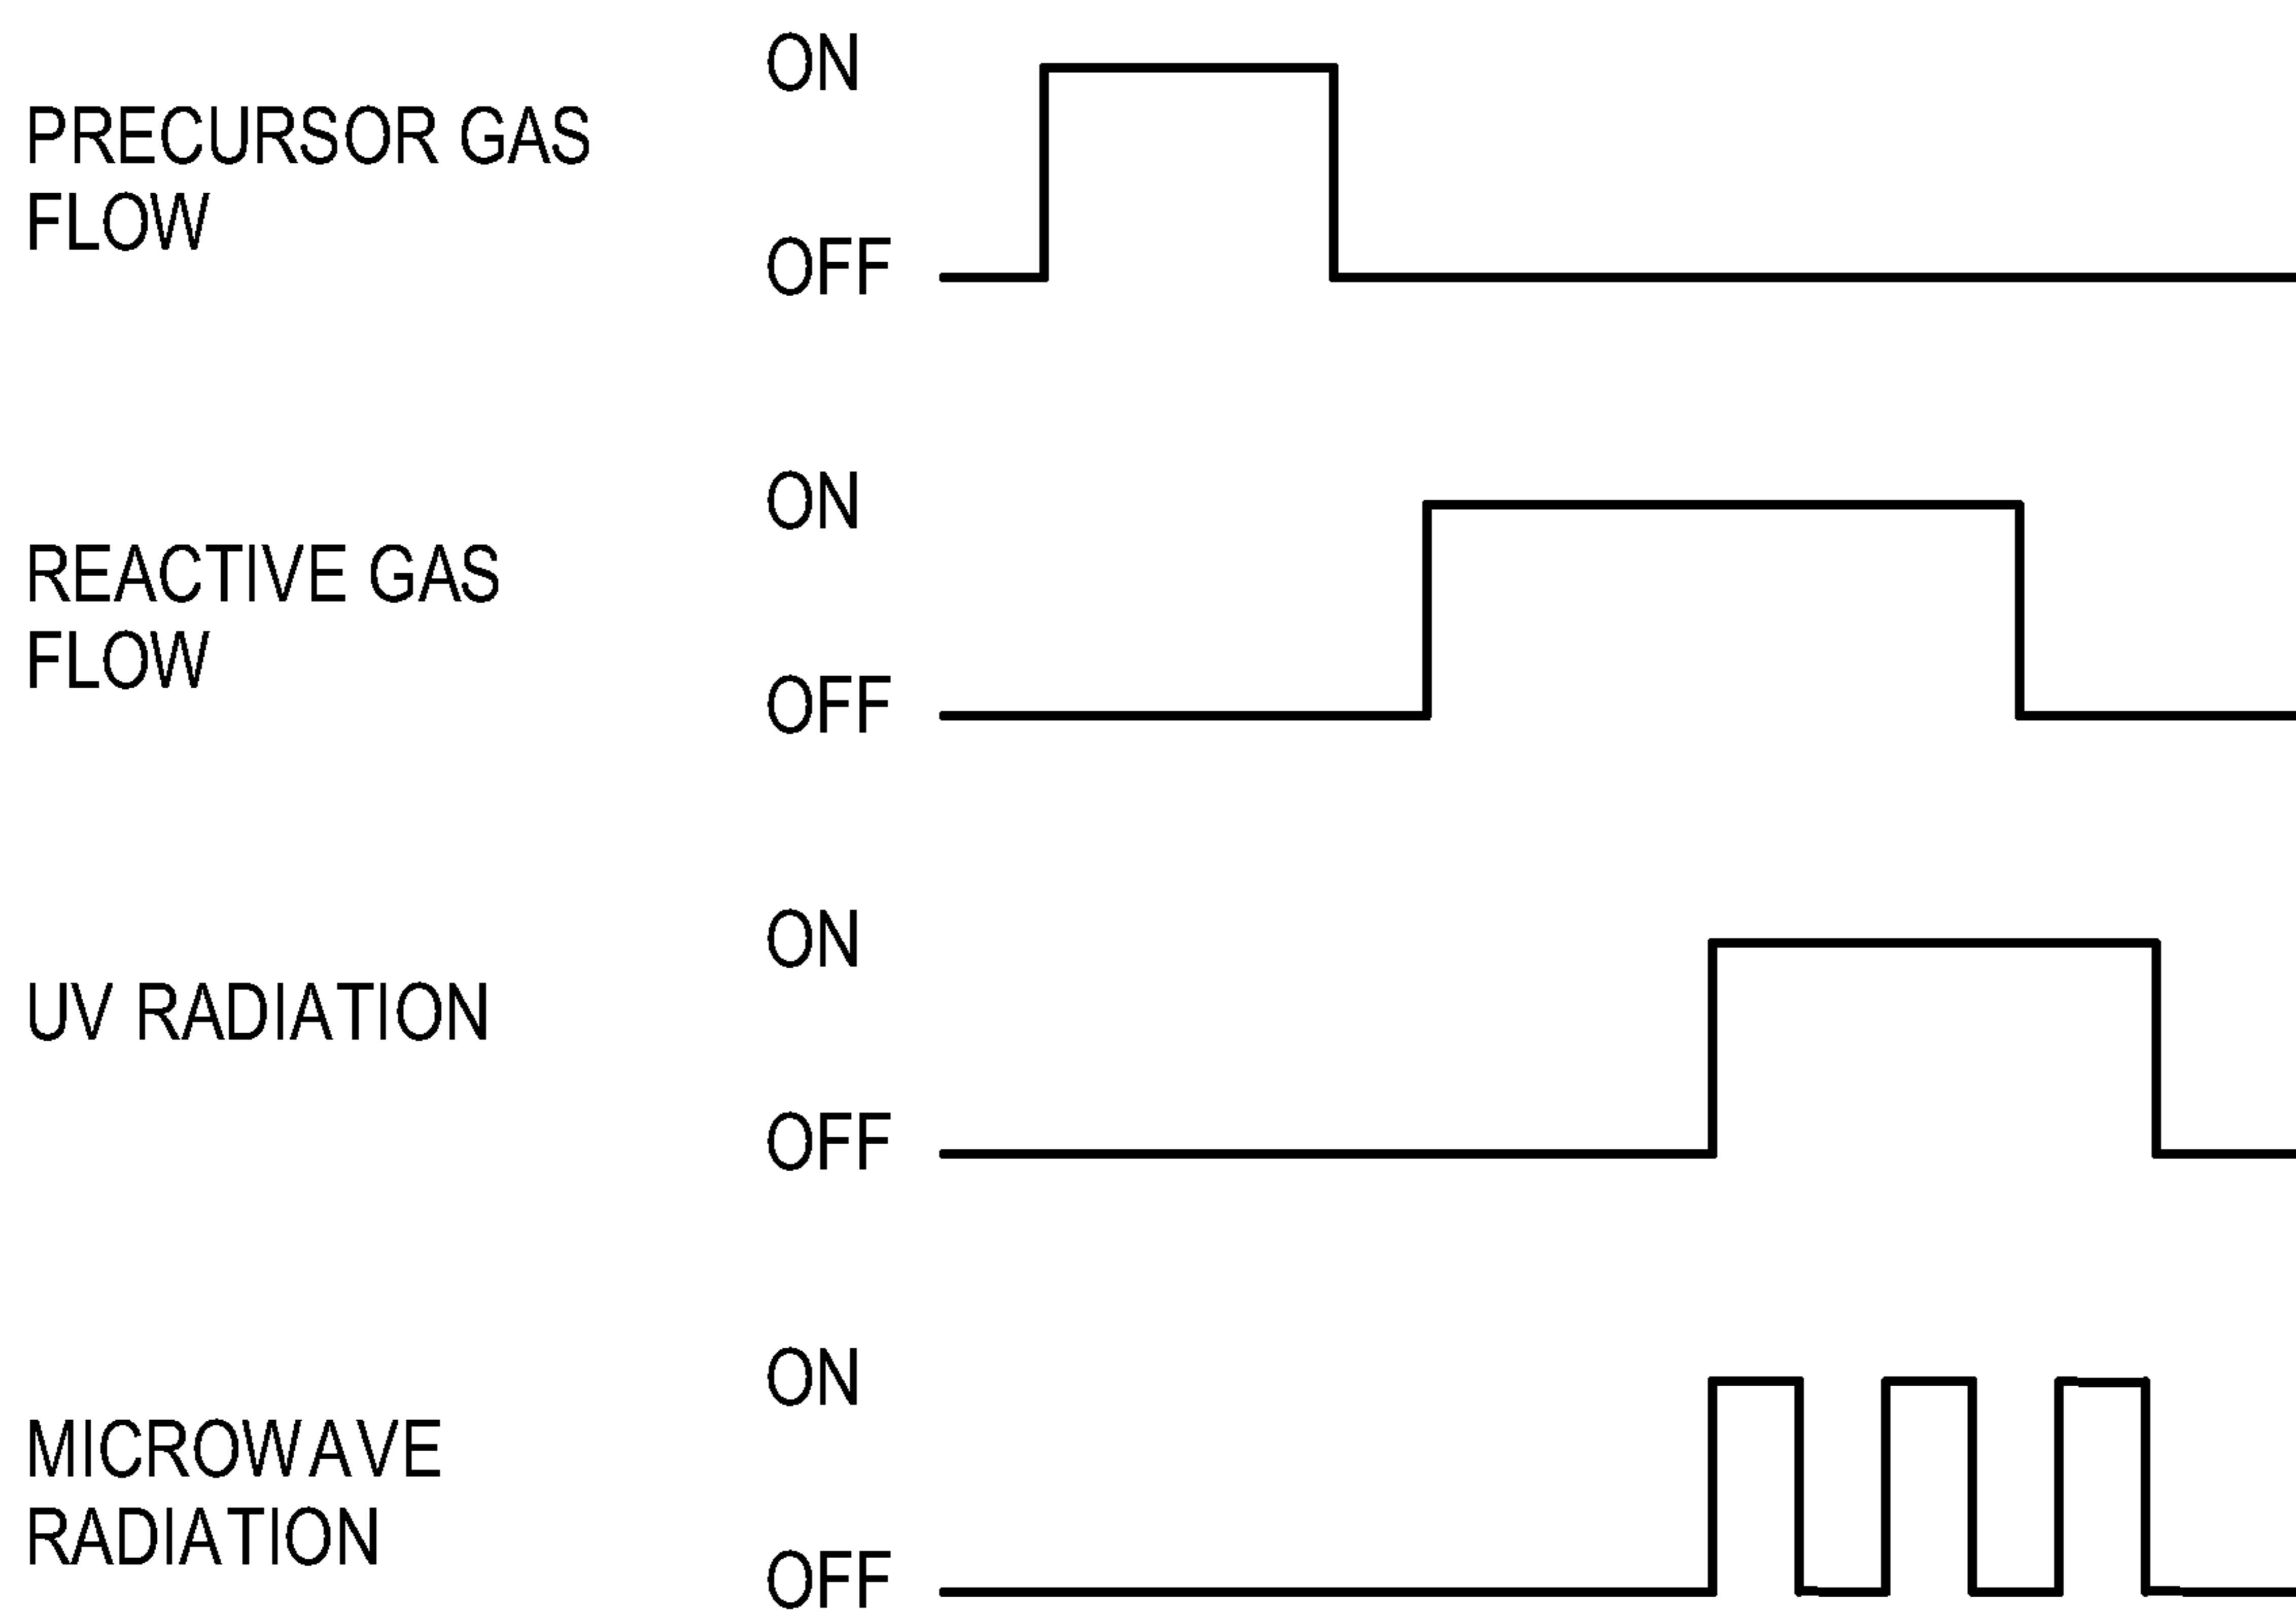 ON
PRECURSOR GAS
FLOW
OFF
ON
REACTIVE GAS
FLOW
OFF
ON
UV RADIATION
OFF
ON
MICROWAVE
RADIATION
OFF